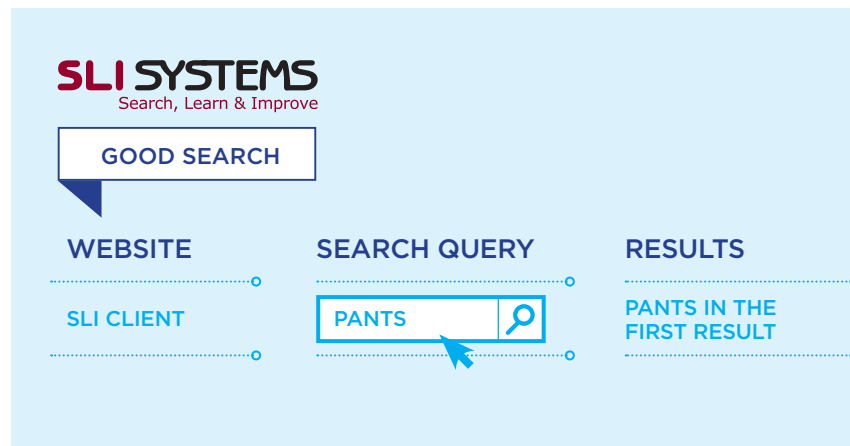 SLI SYSTEMS
Search, Learn & Improve
GOOD SEARCH
WEBSITE
SEARCH QUERY
RESULTS
SLI CLIENT
PANTS
PANTS IN THE
FIRST RESULT